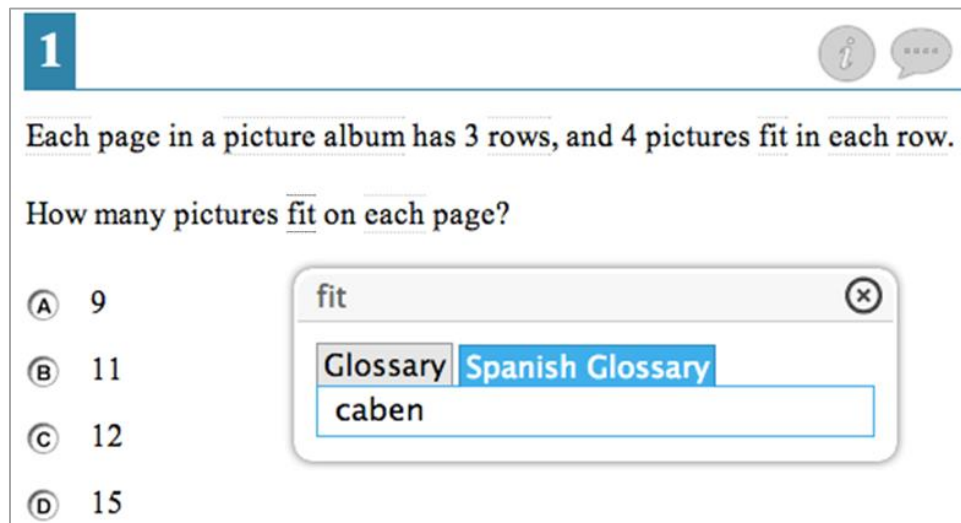 1
i
Each page in a picture album has 3 rows, and 4 pictures fit in each row.
How many pictures fit on each page?
A 9
B 11
C 12
D 15
fit
Glossary Spanish Glossary
caben